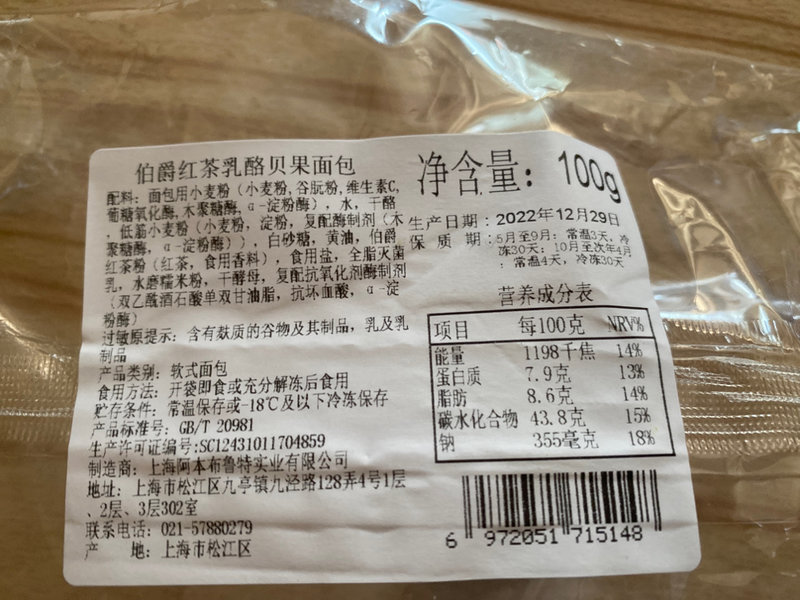 伯爵红茶乳酪贝果面包
配料：面包用小麦粉（小麦粉,谷朊粉,维生素C,
葡糖氧化酶,木聚糖酶,α-淀粉酶），水，干酪
，低筋小麦粉（小麦粉，淀粉，复配酶制剂（木
聚糖酶，α-淀粉酶）），白砂糖，黄油，伯爵
红茶粉（红茶，食用香料），食用盐，全脂灭菌
乳，水磨糯米粉，干酵母，复配抗氧化剂酶制剂
（双乙酰酒石酸单双甘油脂，抗坏血酸，α-淀
粉酶）
过敏原提示：含有麸质的谷物及其制品，乳及乳
制品
产品类别：软式面包
食用方法：开袋即食或充分解冻后食用
贮存条件：常温保存或-18℃及以下冷冻保存
产品标准号：GB/T 20981
生产许可证编号:SC12431011704859
制造商：上海阿本布鲁特实业有限公司
地址：上海市松江区九亭镇九泾路128弄4号1层
、2层、3层302室
联系电话：021-57880279
产 地：上海市松江区
净含量：100g
生产日期：2022年12月29日
保 质 期：5月至9月：常温3天，冷
冻30天；10月至次年4月
：常温4天，冷冻30天
营养成分表
项目 每100克 NRV%
能量 1198千焦 14%
蛋白质 7.9克 13%
脂肪 8.6克 14%
碳水化合物 43.8克 15%
钠 355毫克 18%
6 972051 715148